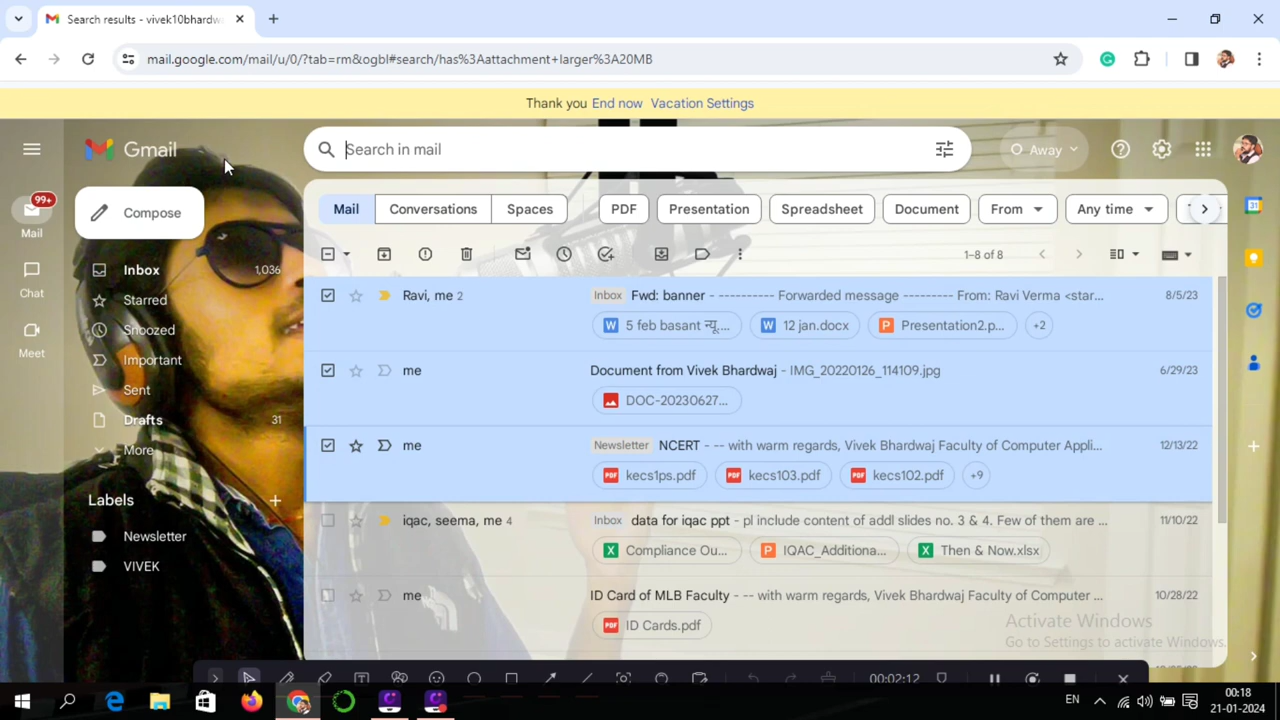 Search results - vivek10bhardw
mail.google.com/mail/u/0/?tab=rm&ogbl#search/has%3Aattachment+larger%3A20MB
Thank you End now Vacation Settings
Gmail
Search in mail
Away
99+
Mail
Chat
Meet
Compose
Inbox 1,036
Starred
Snoozed
Important
Sent
Drafts 31
More
Labels +
Newsletter
VIVEK
Mail Conversations Spaces PDF Presentation Spreadsheet Document From Any time
1–8 of 8
Ravi, me 2 Inbox Fwd: banner - ---------- Forwarded message --------- From: Ravi Verma <star... 8/5/23
5 feb basant न्यू.... 12 jan.docx Presentation2.p... +2
me Document from Vivek Bhardwaj - IMG_20220126_114109.jpg 6/29/23
DOC-20230627...
me Newsletter NCERT - -- with warm regards, Vivek Bhardwaj Faculty of Computer Appli... 12/13/22
kecs1ps.pdf kecs103.pdf kecs102.pdf +9
iqac, seema, me 4 Inbox data for iqac ppt - pl include content of addl slides no. 3 & 4. Few of them are ... 11/10/22
Compliance Ou... IQAC_Additiona... Then & Now.xlsx
me ID Card of MLB Faculty - -- with warm regards, Vivek Bhardwaj Faculty of Computer ... 10/28/22
ID Cards.pdf
Activate Windows
Go to Settings to activate Windows.
00:02:12
EN 00:18
21-01-2024